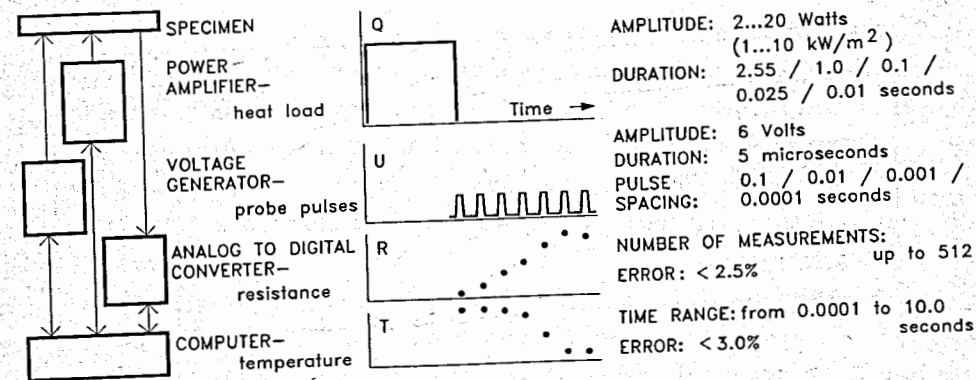 SPECIMEN
POWER
AMPLIFIER—
heat load
VOLTAGE
GENERATOR—
probe pulses
ANALOG TO DIGITAL
CONVERTER—
resistance
COMPUTER—
temperature
Q
Time
U
R
T
AMPLITUDE: 2...20 Watts
(1...10 kW/m²)
DURATION: 2.55 / 1.0 / 0.1 /
0.025 / 0.01 seconds
AMPLITUDE: 6 Volts
DURATION: 5 microseconds
PULSE 0.1 / 0.01 / 0.001 /
SPACING: 0.0001 seconds
NUMBER OF MEASUREMENTS:
up to 512
ERROR: < 2.5%
TIME RANGE: from 0.0001 to 10.0
seconds
ERROR: < 3.0%